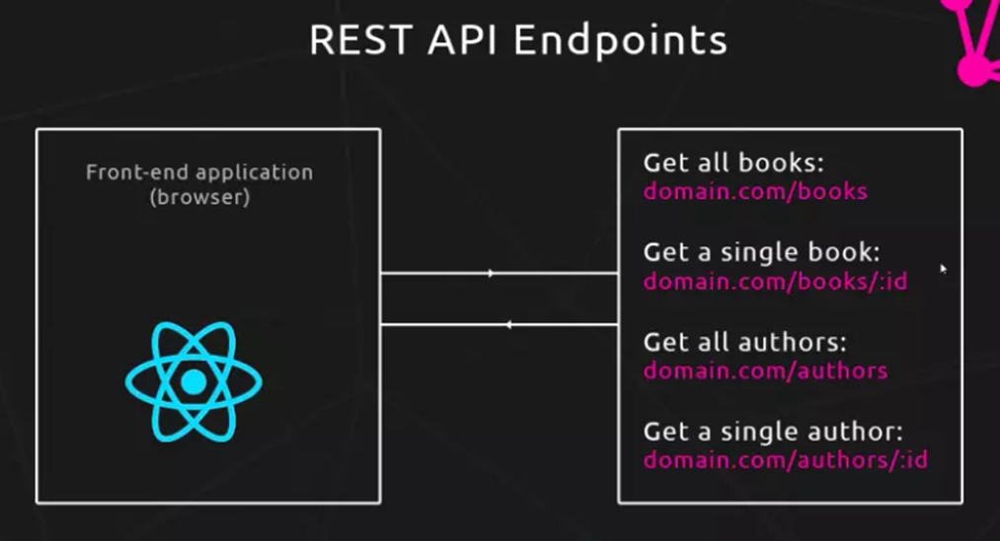 REST API Endpoints
Front-end application
(browser)
Get all books:
domain.com/books
Get a single book:
domain.com/books/:id
Get all authors:
domain.com/authors
Get a single author:
domain.com/authors/:id